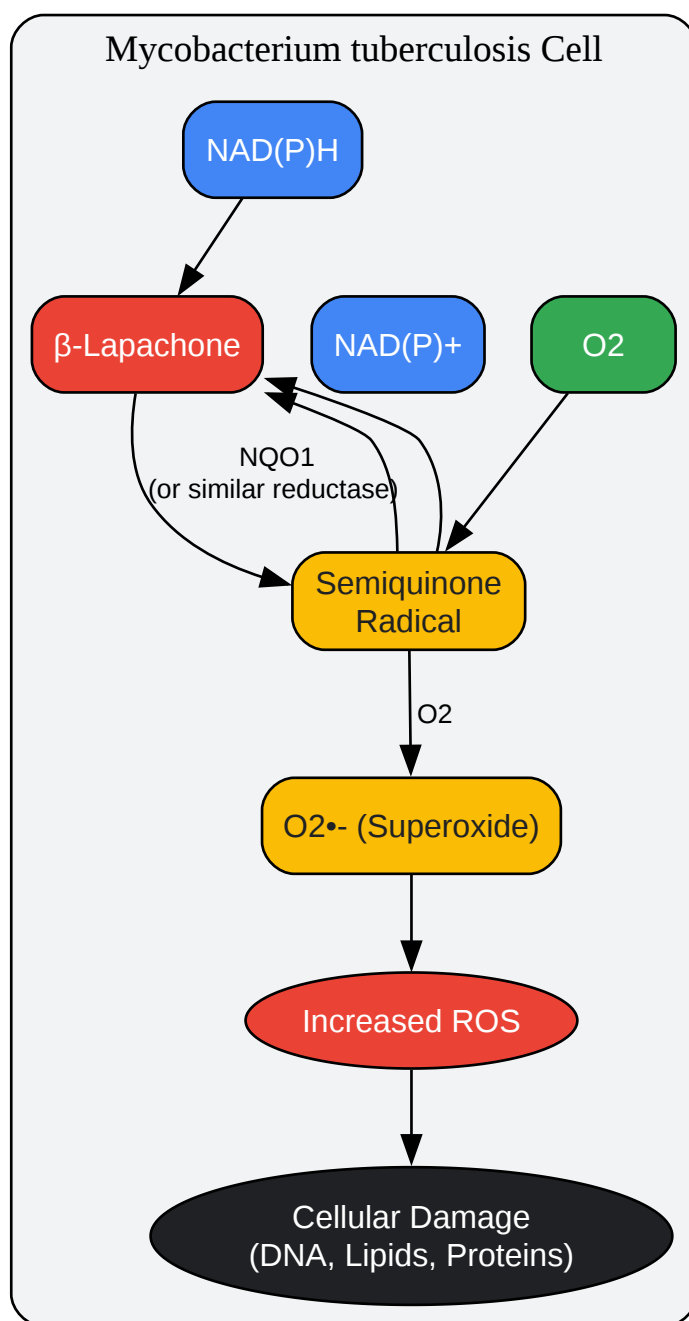 Mycobacterium tuberculosis Cell
NAD(P)H
β-Lapachone
NAD(P)+
O2
NQO1
(or similar reductase)
Semiquinone
Radical
O2
O2•- (Superoxide)
Increased ROS
Cellular Damage
(DNA, Lipids, Proteins)